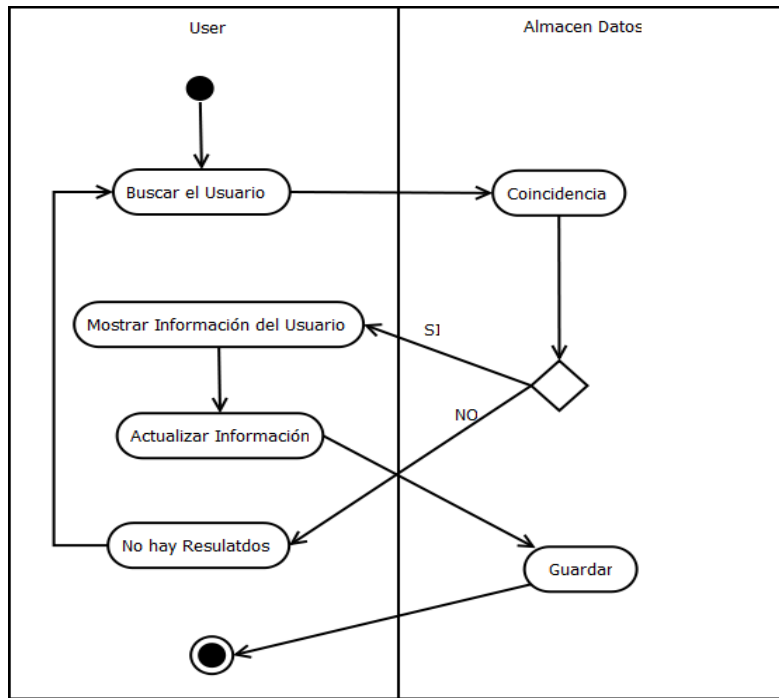 User
Almacen Datos
Buscar el Usuario
Coincidencia
Mostrar Información del Usuario
SI
NO
Actualizar Información
No hay Resulatdos
Guardar